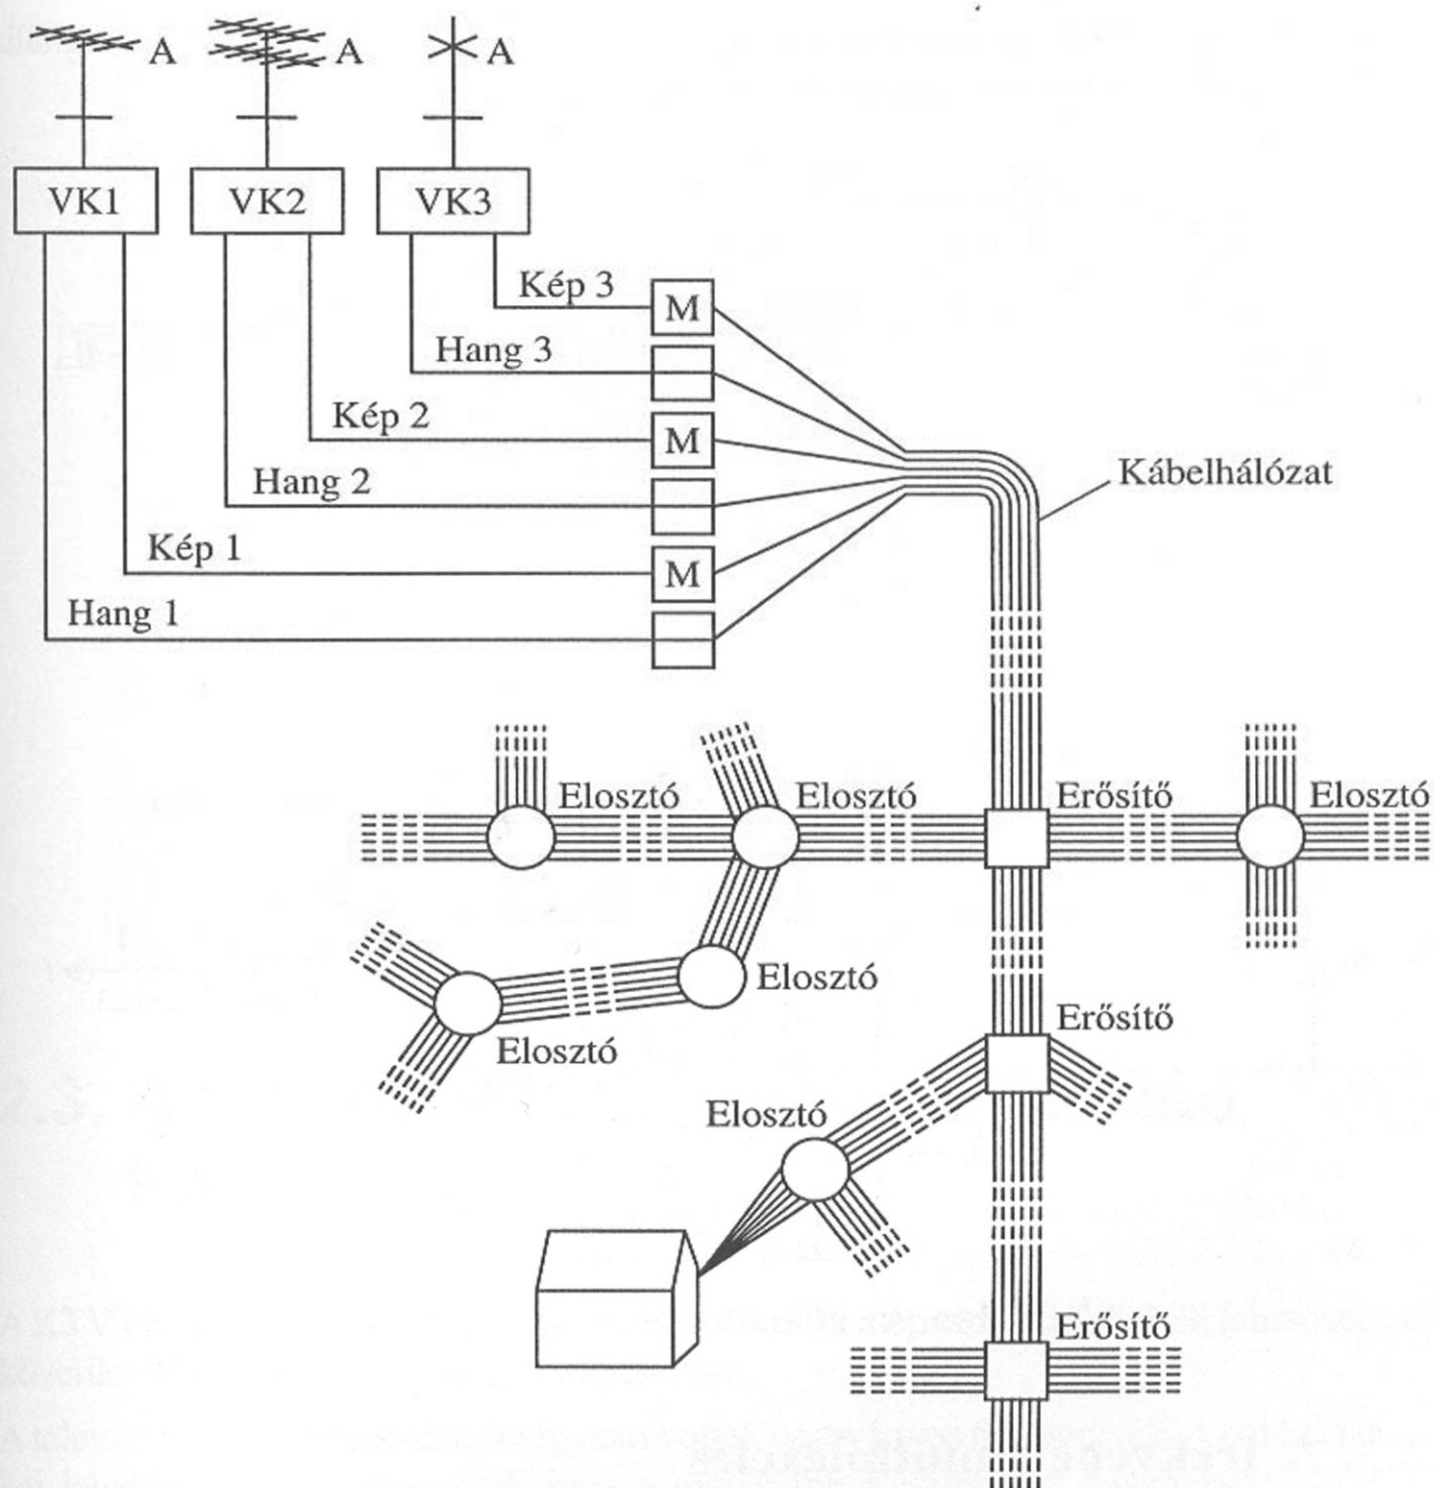 A
A
A
VK1
VK2
VK3
Kép 3
M
Hang 3
Kép 2
M
Hang 2
Kábelhálózat
Kép 1
M
Hang 1
Elosztó
Elosztó
Erősítő
Elosztó
Elosztó
Elosztó
Erősítő
Elosztó
Erősítő